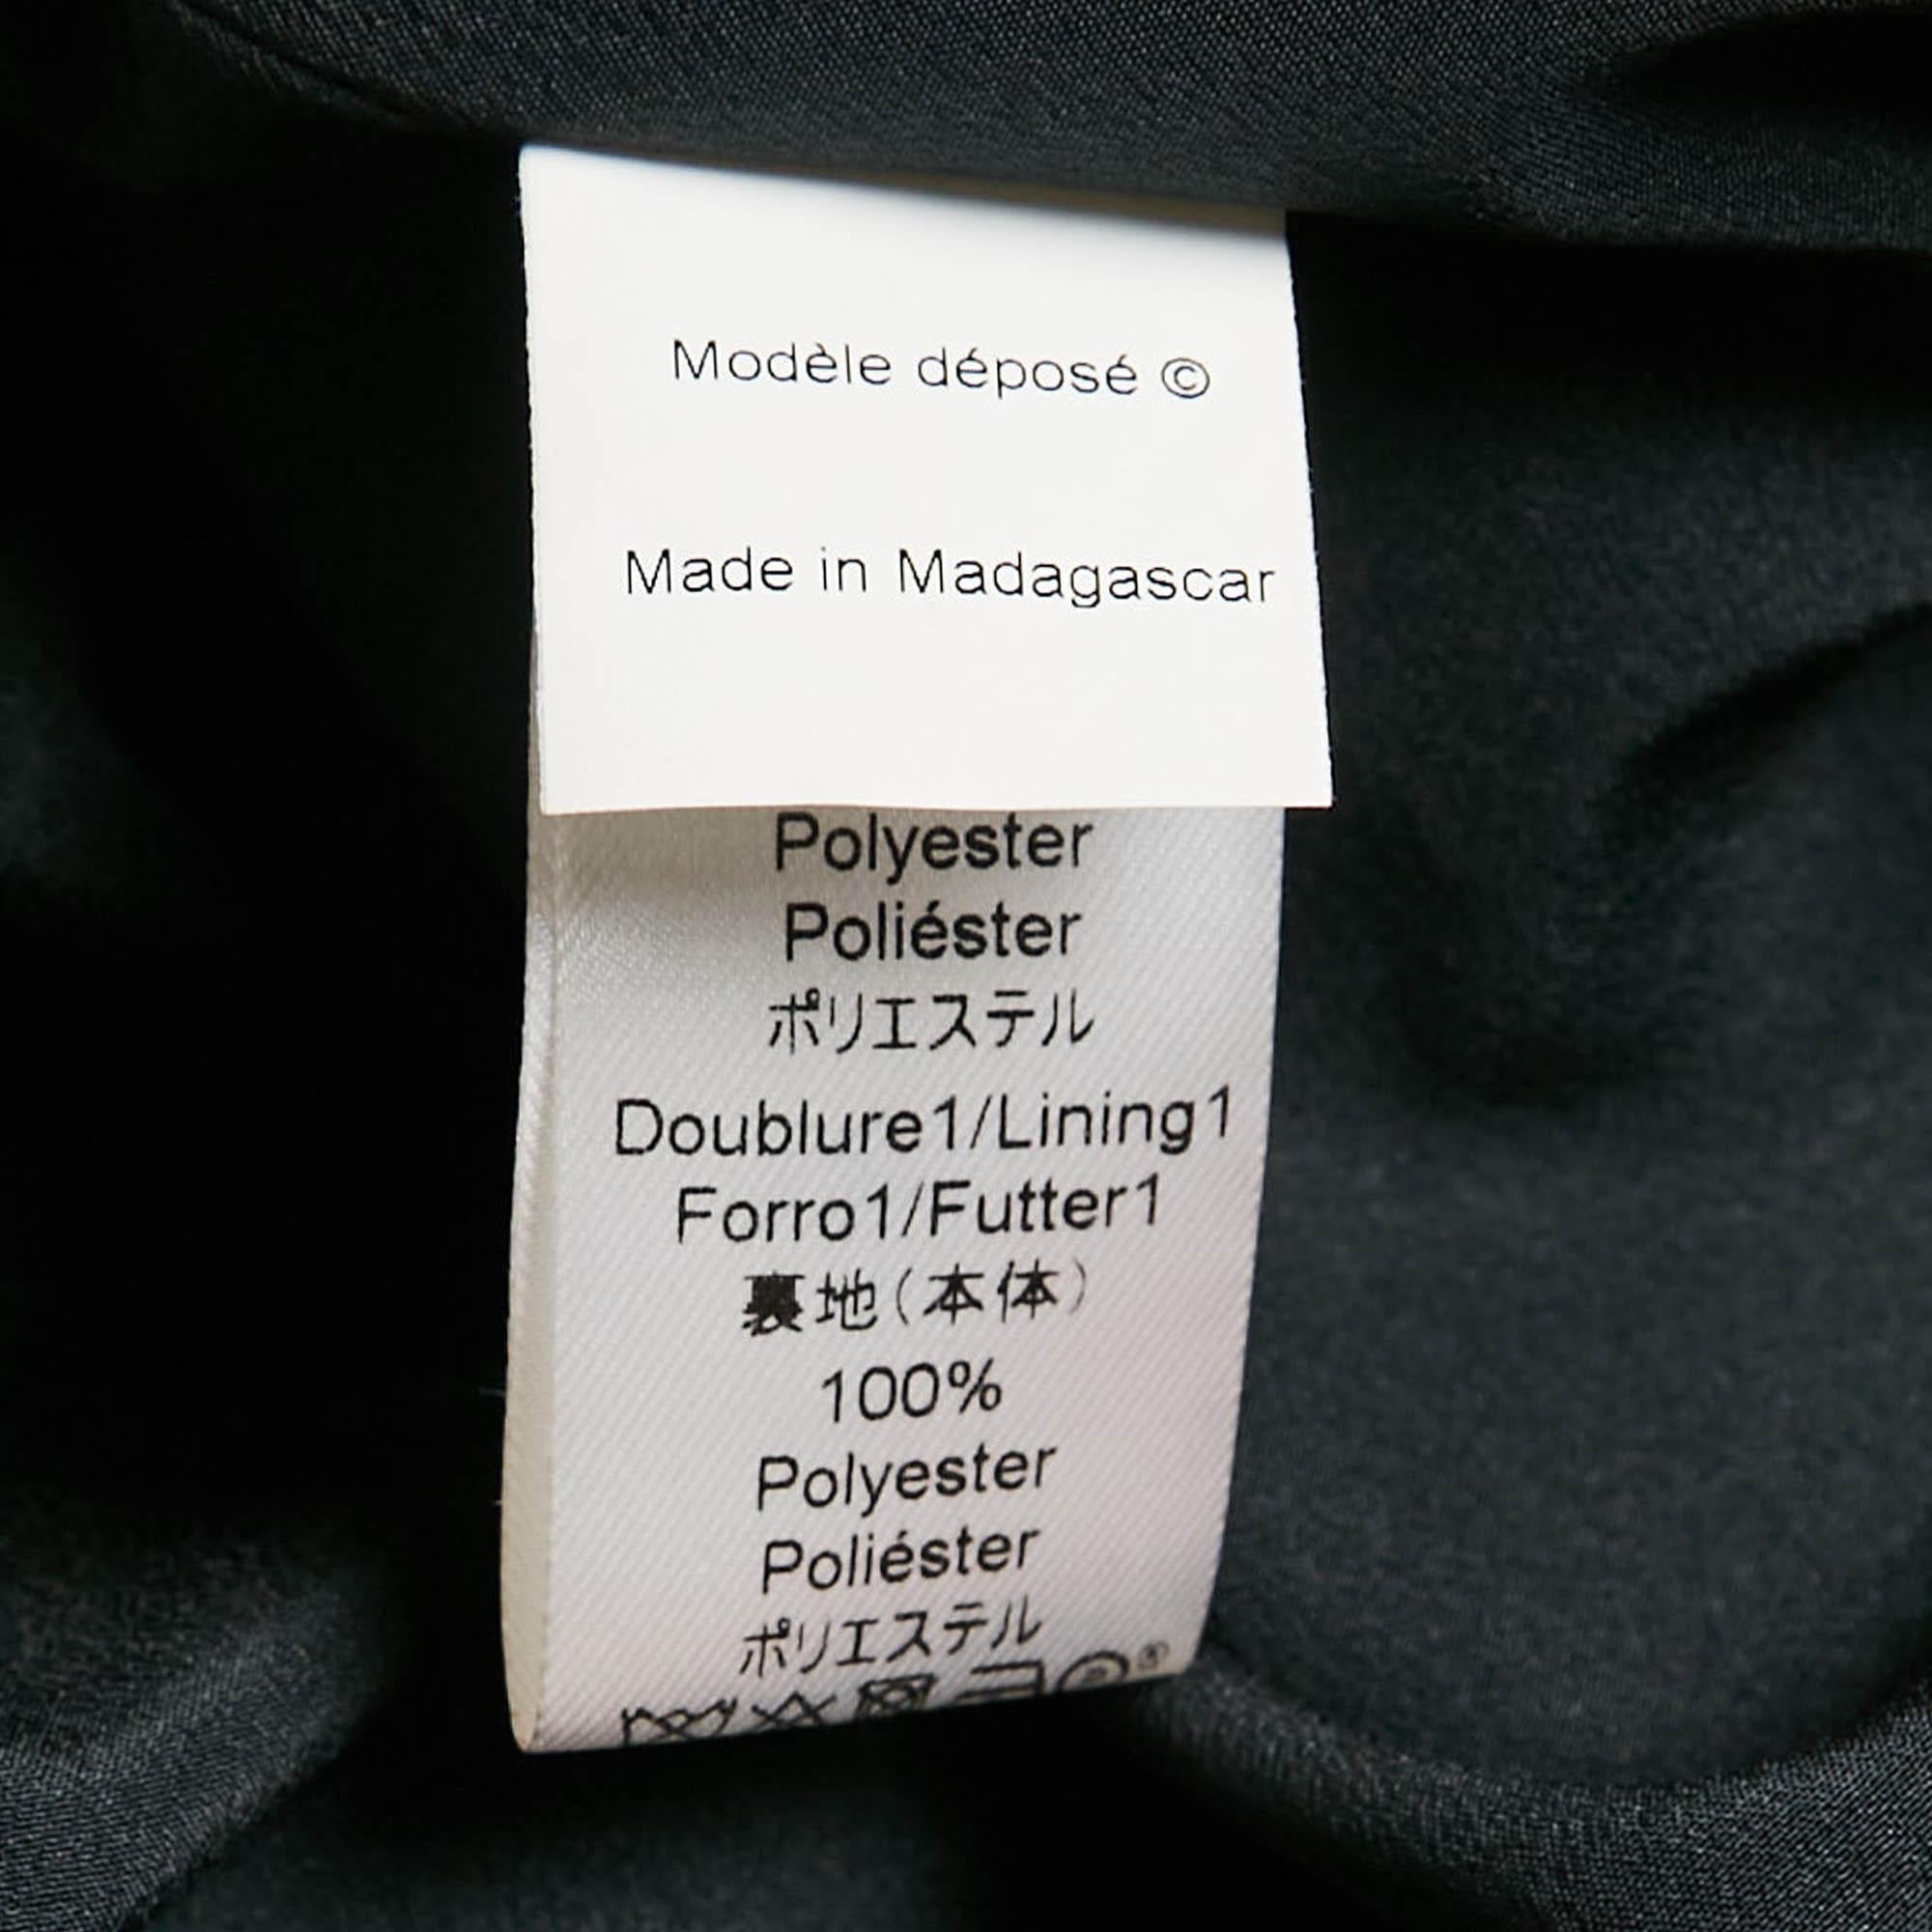 Modèle déposé ©
Made in Madagascar
Polyester
Poliéster
ポリエステル
Doublure1/Lining1
Forro1/Futter1
裏地(本体)
100%
Polyester
Poliéster
ポリエステル